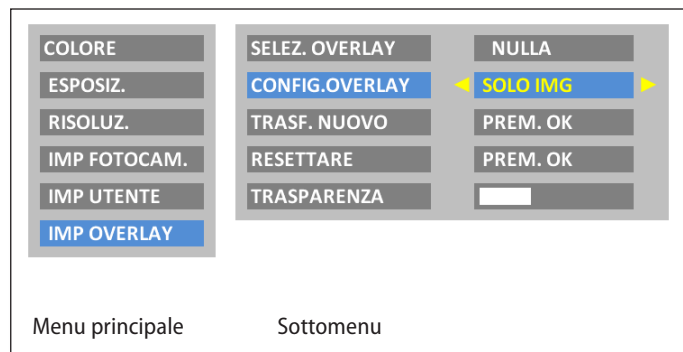 COLORE
ESPOSIZ.
RISOLUZ.
IMP FOTOCAM.
IMP UTENTE
IMP OVERLAY
SELEZ. OVERLAY NULLA
CONFIG.OVERLAY SOLO IMG
TRASF. NUOVO PREM. OK
RESETTARE PREM. OK
TRASPARENZA
Menu principale Sottomenu